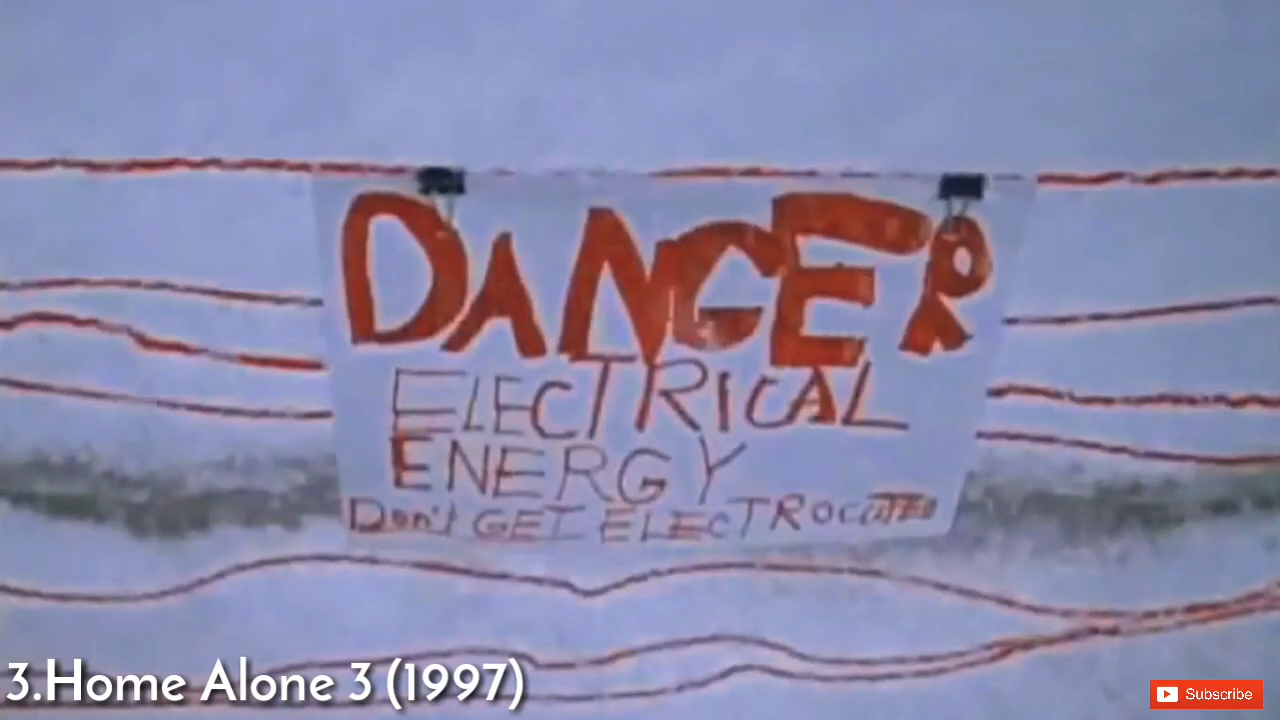 DANGER
ELECTRICAL
ENERGY
Don't GET ELECTROCUTED
3.Home Alone 3 (1997)
Subscribe